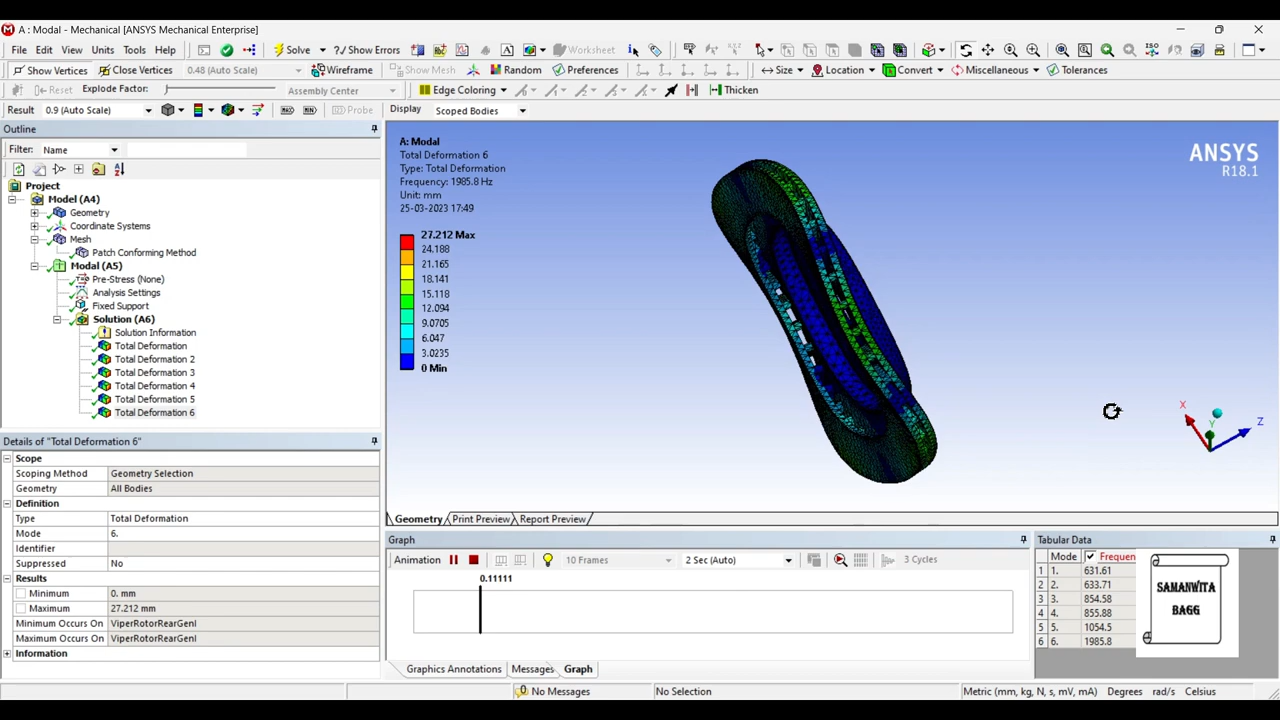 A : Modal - Mechanical [ANSYS Mechanical Enterprise]
File Edit View Units Tools Help Solve ?/ Show Errors Worksheet
Show Vertices Close Vertices 0.48 (Auto Scale) Wireframe Show Mesh Random Preferences Size Location Convert Miscellaneous Tolerances
Reset Explode Factor: Assembly Center Edge Coloring Thicken
Result 0.9 (Auto Scale) Probe Display Scoped Bodies
Outline
Filter: Name
Project
Model (A4)
Geometry
Coordinate Systems
Mesh
Patch Conforming Method
Modal (A5)
Pre-Stress (None)
Analysis Settings
Fixed Support
Solution (A6)
Solution Information
Total Deformation
Total Deformation 2
Total Deformation 3
Total Deformation 4
Total Deformation 5
Total Deformation 6
Details of "Total Deformation 6"
Scope
Scoping Method Geometry Selection
Geometry All Bodies
Definition
Type Total Deformation
Mode 6.
Identifier
Suppressed No
Results
Minimum 0. mm
Maximum 27.212 mm
Minimum Occurs On ViperRotorRearGenI
Maximum Occurs On ViperRotorRearGenI
Information
A: Modal
Total Deformation 6
Type: Total Deformation
Frequency: 1985.8 Hz
Unit: mm
25-03-2023 17:49
27.212 Max
24.188
21.165
18.141
15.118
12.094
9.0705
6.047
3.0235
0 Min
ANSYS
R18.1
X
Y
Z
Geometry Print Preview Report Preview
Graph
Animation 10 Frames 2 Sec (Auto) 3 Cycles
0.11111
Graphics Annotations Messages Graph
Tabular Data
Mode Frequen
1 1. 631.61
2 2. 633.71
3 3. 854.58
4 4. 855.88
5 5. 1054.5
6 6. 1985.8
SAMANWITA
BAGG
No Messages No Selection Metric (mm, kg, N, s, mV, mA) Degrees rad/s Celsius